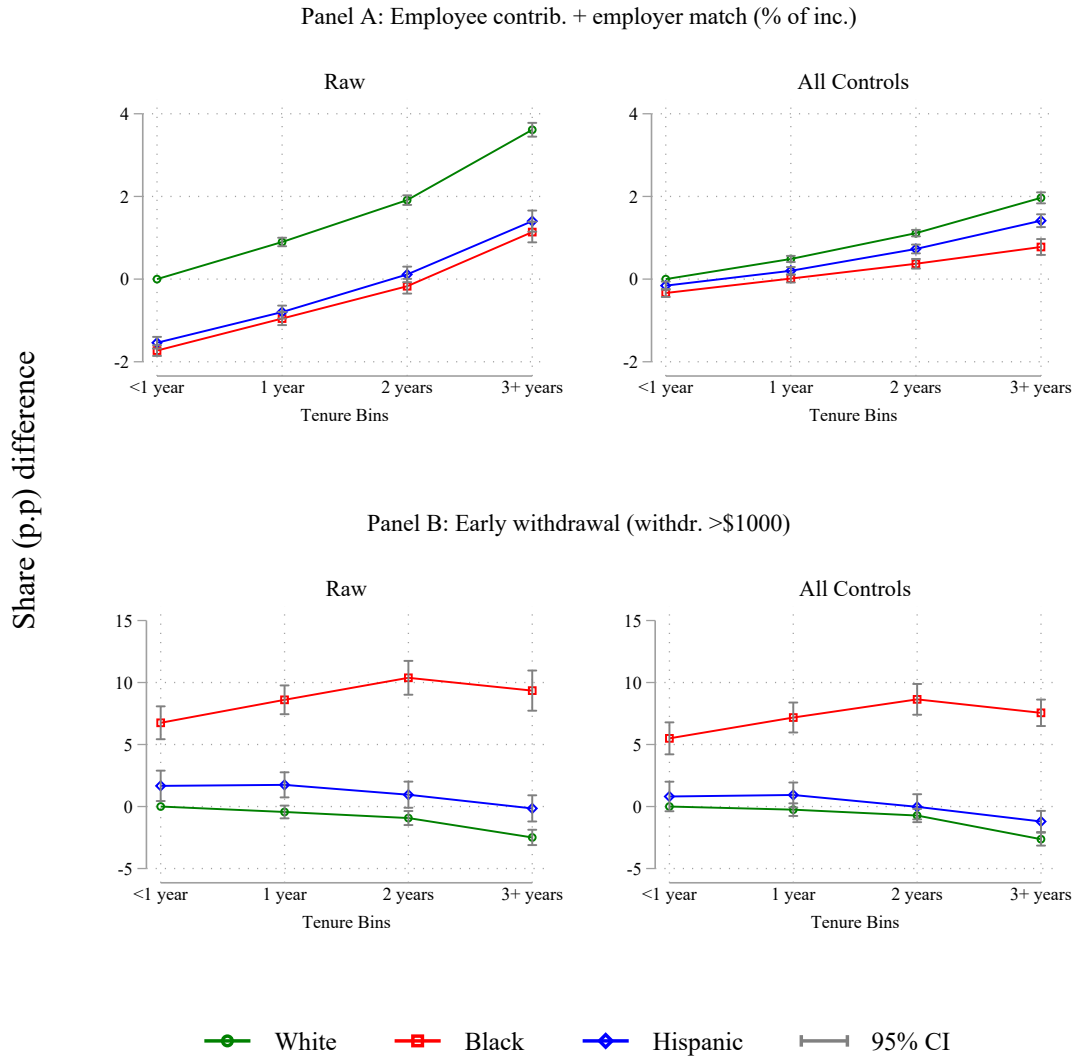 Panel A: Employee contrib. + employer match (% of inc.)
Raw
All Controls
4
2
0
-2
<1 year 1 year 2 years 3+ years
Tenure Bins
4
2
0
-2
<1 year 1 year 2 years 3+ years
Tenure Bins
Share (p.p) difference
Panel B: Early withdrawal (withdr. >$1000)
Raw
All Controls
15
10
5
0
-5
<1 year 1 year 2 years 3+ years
Tenure Bins
15
10
5
0
-5
<1 year 1 year 2 years 3+ years
Tenure Bins
White Black Hispanic 95% CI